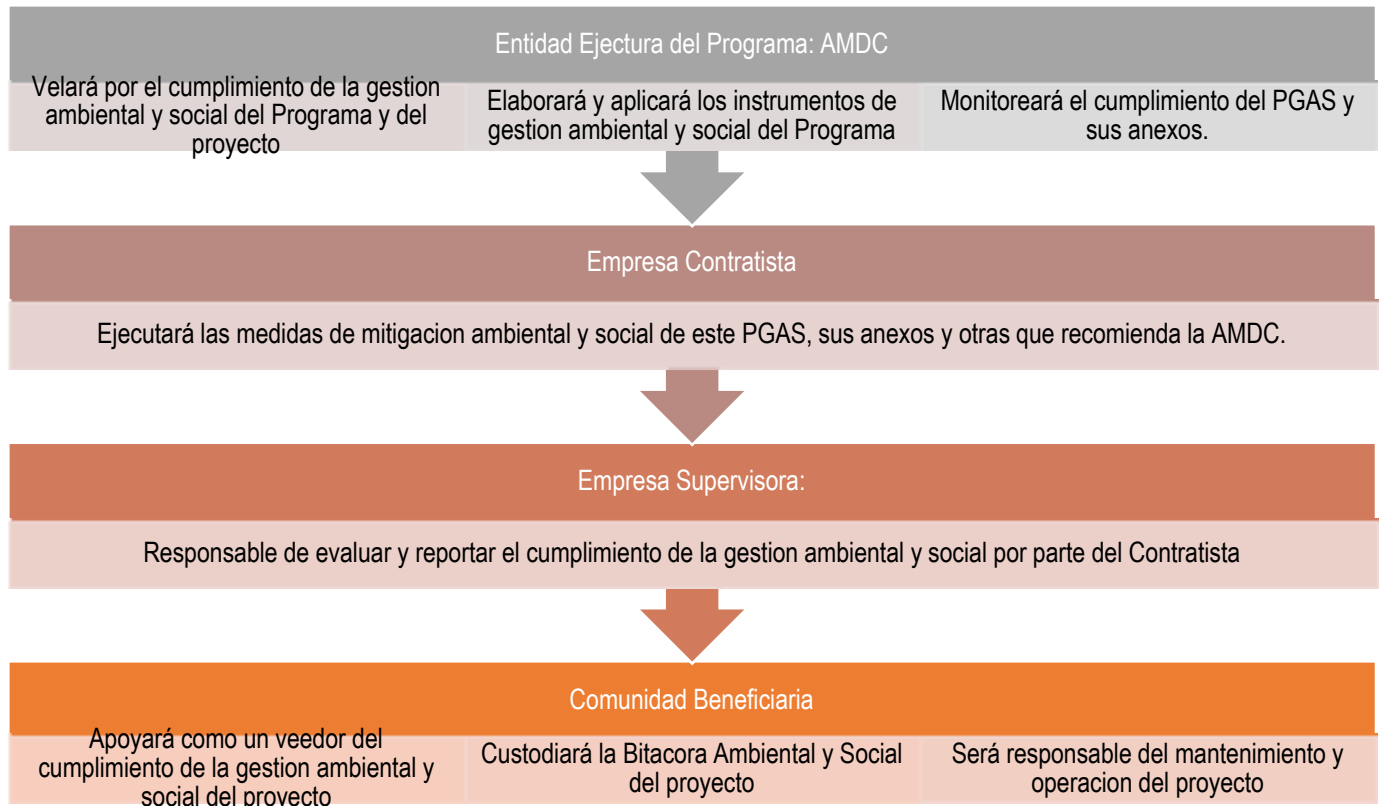 Entidad Ejectura del Programa: AMDC
Velará por el cumplimiento de la gestion
ambiental y social del Programa y del
proyecto
Elaborará y aplicará los instrumentos de
gestion ambiental y social del Programa
Monitoreará el cumplimiento del PGAS y
sus anexos.
Empresa Contratista
Ejecutará las medidas de mitigacion ambiental y social de este PGAS, sus anexos y otras que recomienda la AMDC.
Empresa Supervisora:
Responsable de evaluar y reportar el cumplimiento de la gestion ambiental y social por parte del Contratista
Comunidad Beneficiaria
Apoyará como un veedor del
cumplimiento de la gestion ambiental y
social del proyecto
Custodiará la Bitacora Ambiental y Social
del proyecto
Será responsable del mantenimiento y
operacion del proyecto